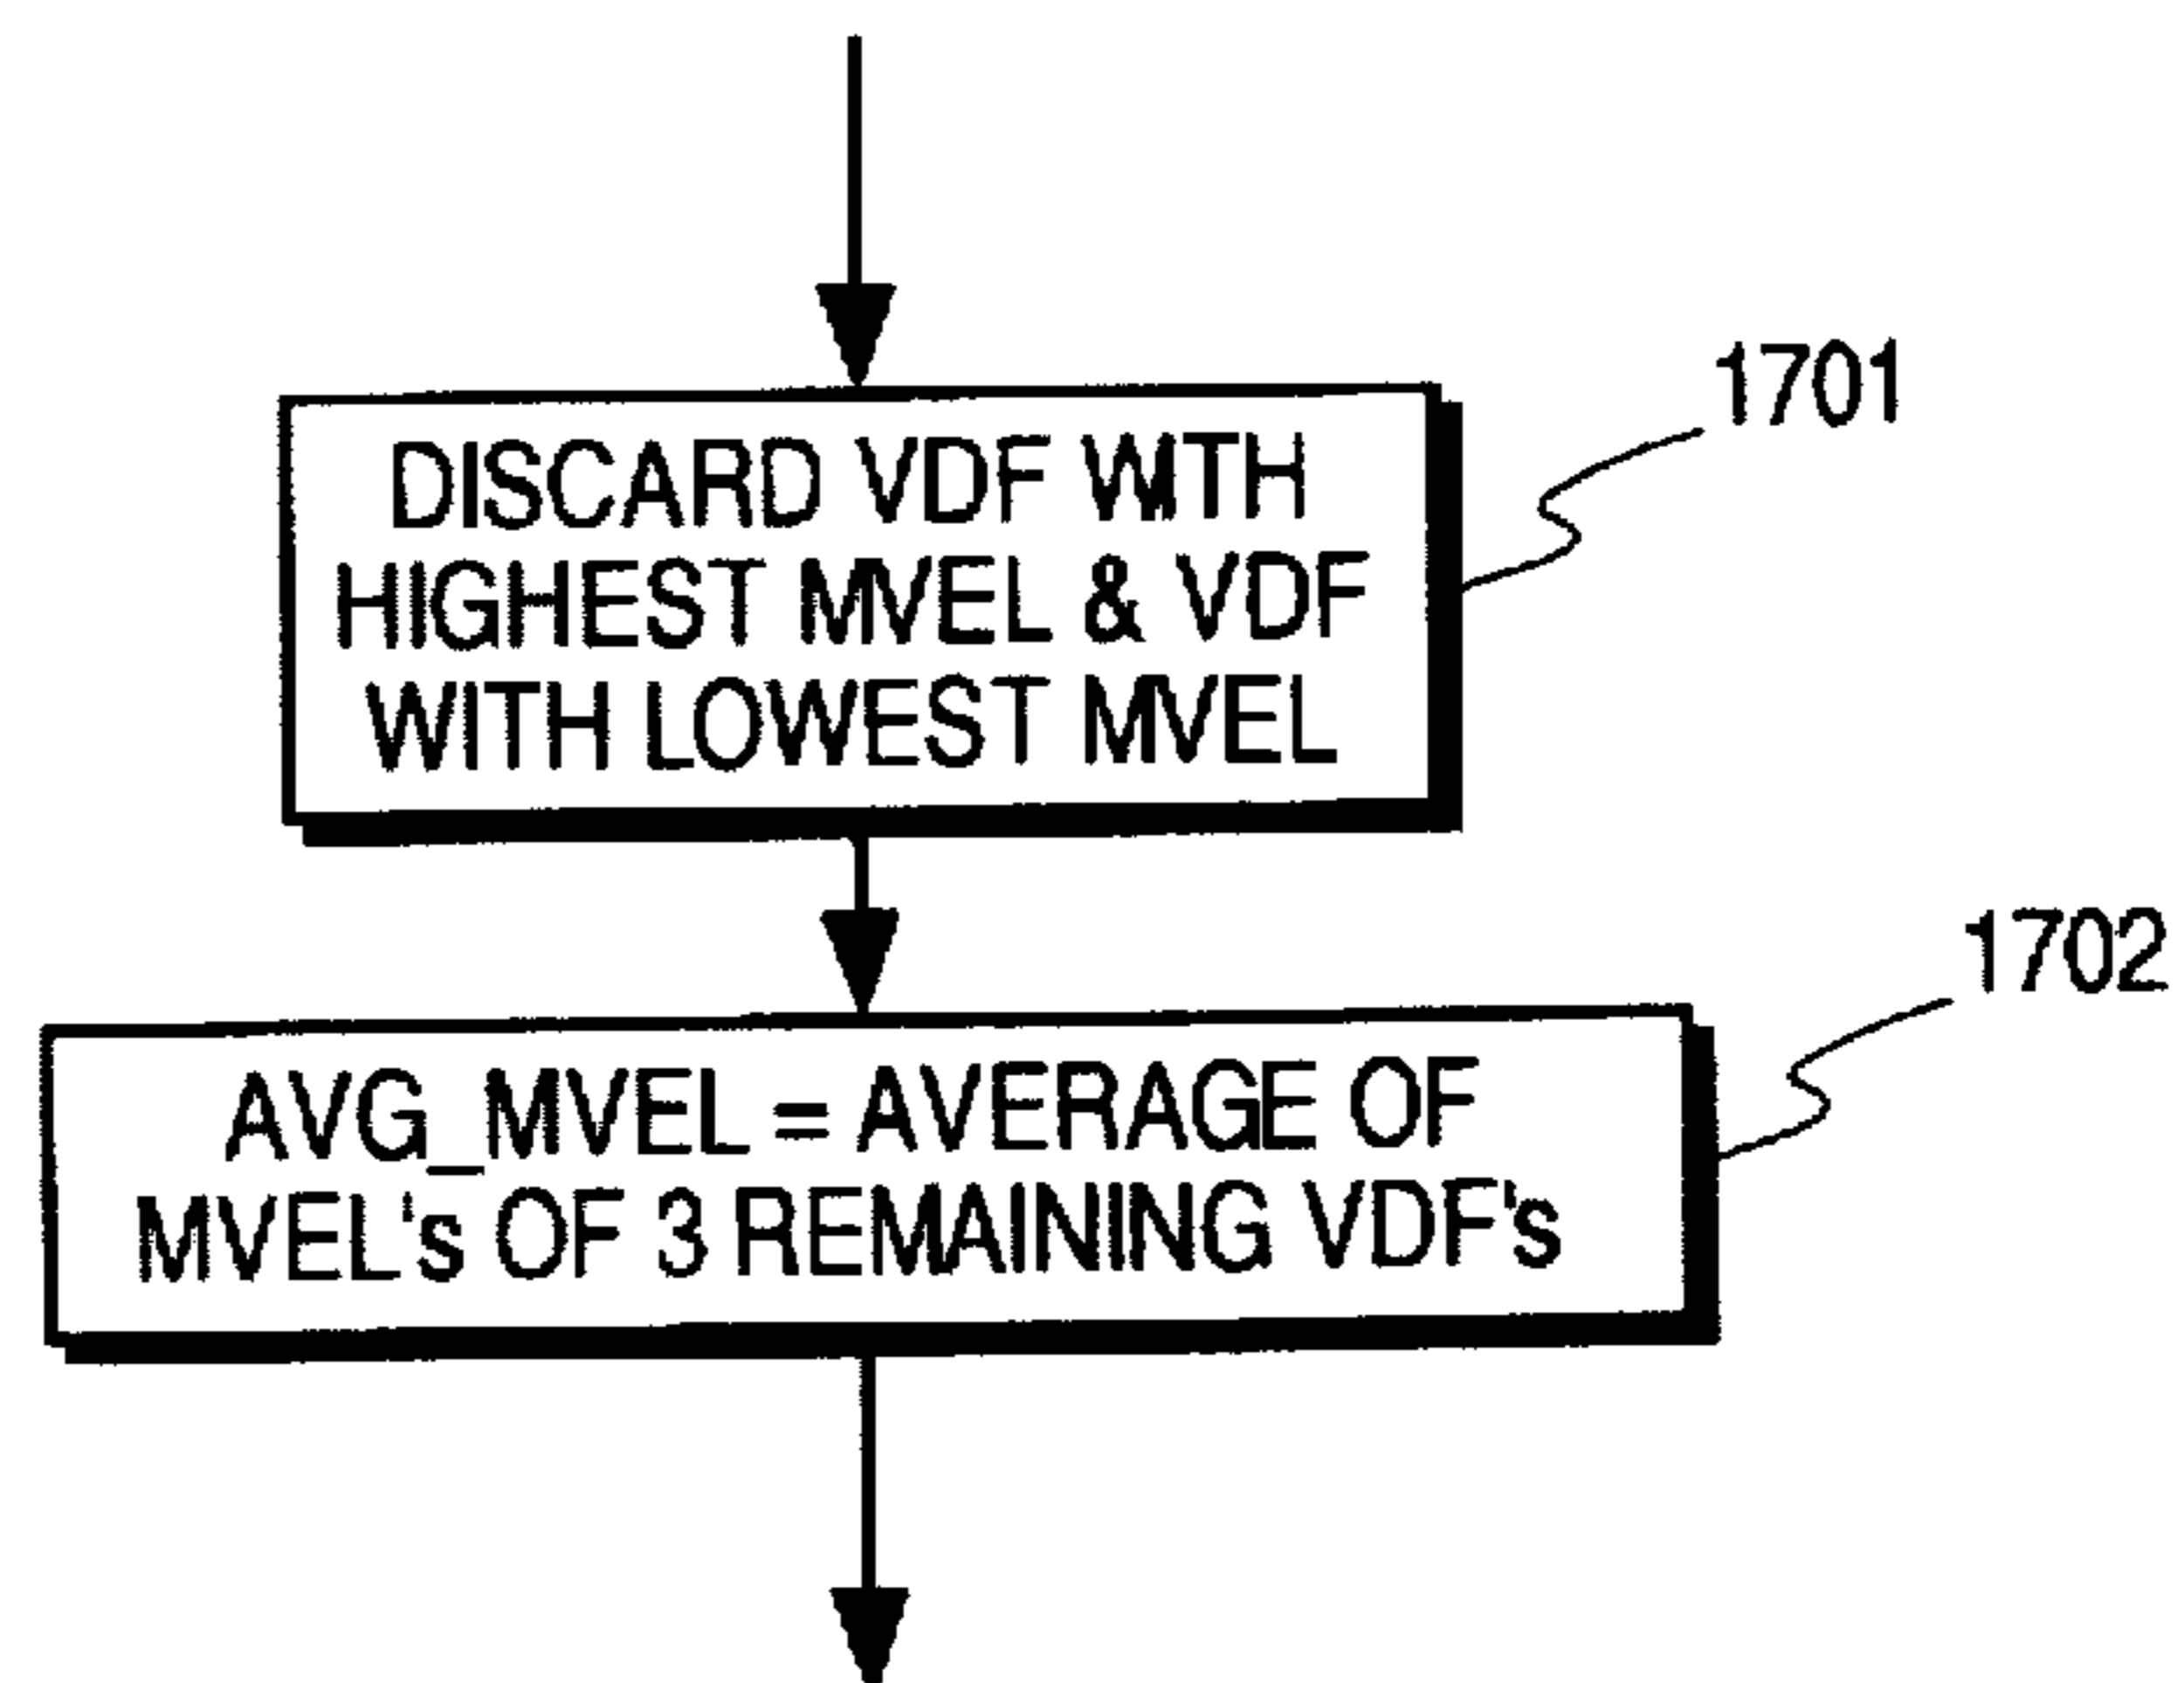 1701
DISCARD VDF WITH
HIGHEST MVEL & VDF
WITH LOWEST MVEL
1702
AVG_MVEL = AVERAGE OF
MVEL's OF 3 REMAINING VDF's